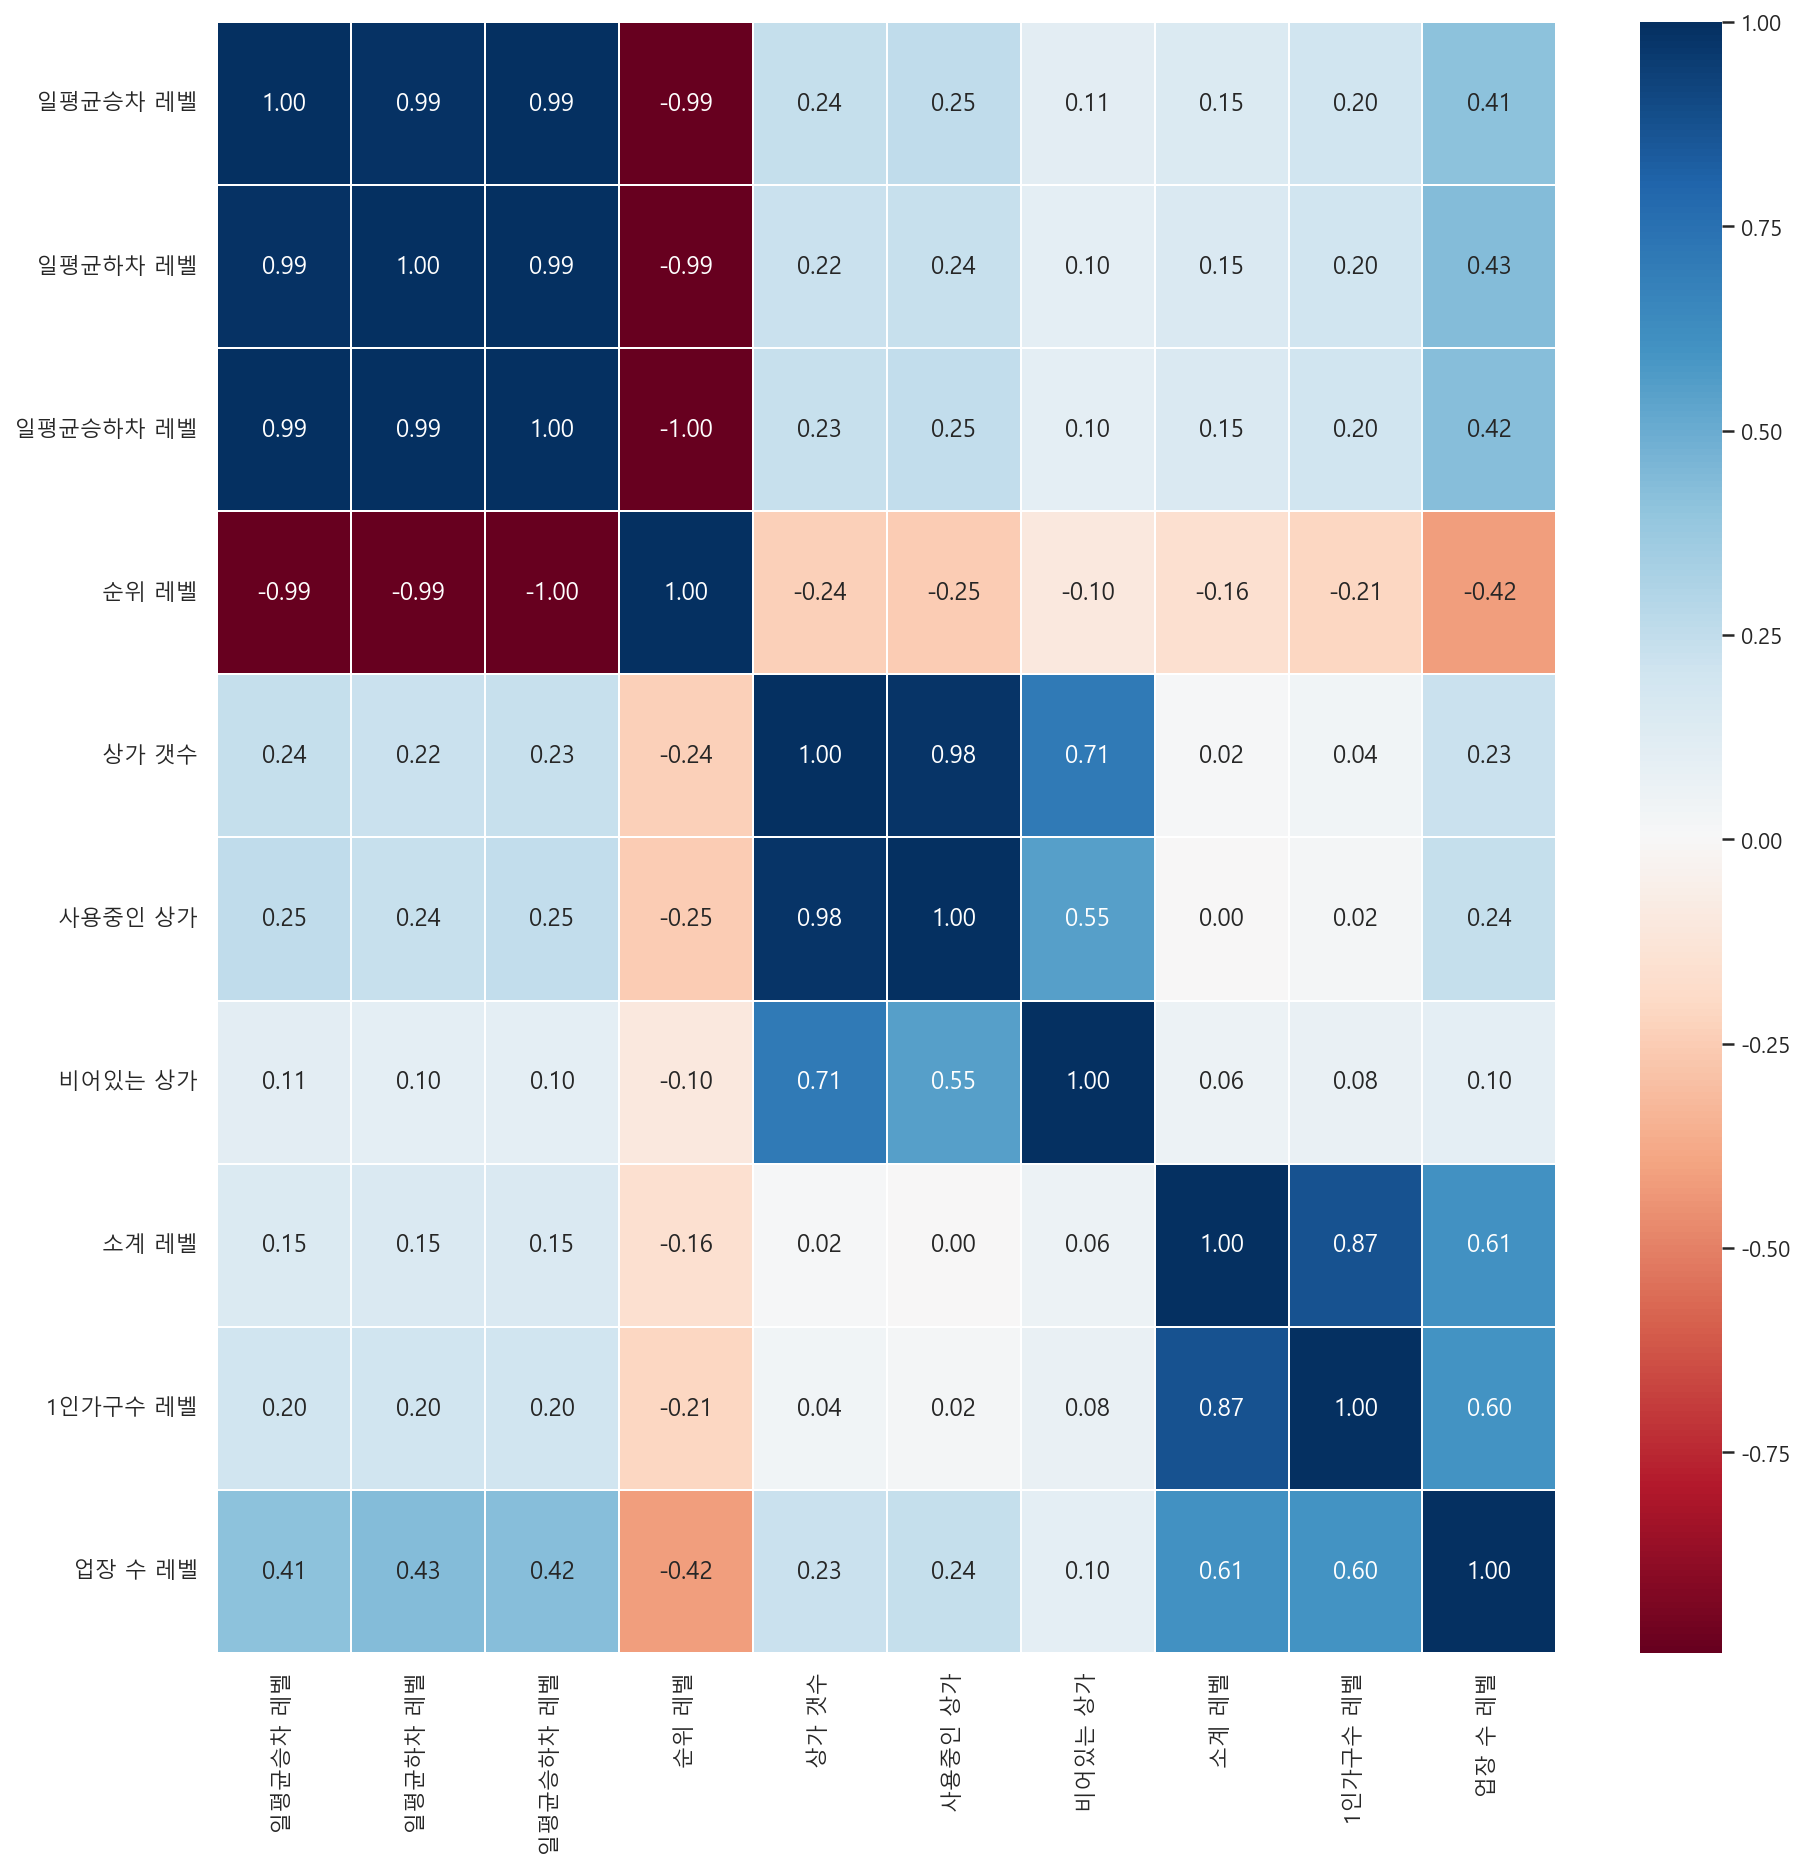 일평균승차 레벨 1.00 0.99 0.99 -0.99 0.24 0.25 0.11 0.15 0.20 0.41
일평균하차 레벨 0.99 1.00 0.99 -0.99 0.22 0.24 0.10 0.15 0.20 0.43
일평균승하차 레벨 0.99 0.99 1.00 -1.00 0.23 0.25 0.10 0.15 0.20 0.42
순위 레벨 -0.99 -0.99 -1.00 1.00 -0.24 -0.25 -0.10 -0.16 -0.21 -0.42
상가 갯수 0.24 0.22 0.23 -0.24 1.00 0.98 0.71 0.02 0.04 0.23
사용중인 상가 0.25 0.24 0.25 -0.25 0.98 1.00 0.55 0.00 0.02 0.24
비어있는 상가 0.11 0.10 0.10 -0.10 0.71 0.55 1.00 0.06 0.08 0.10
소계 레벨 0.15 0.15 0.15 -0.16 0.02 0.00 0.06 1.00 0.87 0.61
1인가구수 레벨 0.20 0.20 0.20 -0.21 0.04 0.02 0.08 0.87 1.00 0.60
업장 수 레벨 0.41 0.43 0.42 -0.42 0.23 0.24 0.10 0.61 0.60 1.00
일평균승차 레벨
일평균하차 레벨
일평균승하차 레벨
순위 레벨
상가 갯수
사용중인 상가
비어있는 상가
소계 레벨
1인가구수 레벨
업장 수 레벨
1.00
0.75
0.50
0.25
0.00
-0.25
-0.50
-0.75